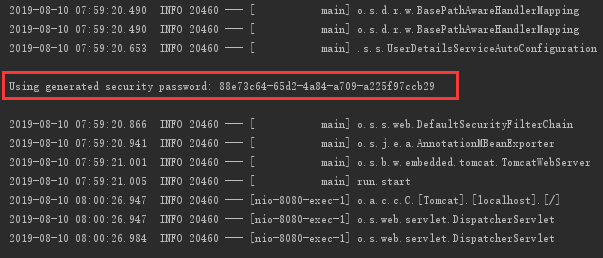 2019-08-10 07:59:20.490  INFO 20460 --- [           main] o.s.d.r.w.BasePathAwareHandlerMapping
2019-08-10 07:59:20.490  INFO 20460 --- [           main] o.s.d.r.w.BasePathAwareHandlerMapping
2019-08-10 07:59:20.653  INFO 20460 --- [           main] .s.s.UserDetailsServiceAutoConfiguration
Using generated security password: 88e73c64-65d2-4a84-a709-a225f97ccb29
2019-08-10 07:59:20.866  INFO 20460 --- [           main] o.s.s.web.DefaultSecurityFilterChain
2019-08-10 07:59:20.941  INFO 20460 --- [           main] o.s.j.e.a.AnnotationMBeanExporter
2019-08-10 07:59:21.001  INFO 20460 --- [           main] o.s.b.w.embedded.tomcat.TomcatWebServer
2019-08-10 07:59:21.005  INFO 20460 --- [           main] run.start
2019-08-10 08:00:26.947  INFO 20460 --- [nio-8080-exec-1] o.a.c.c.C.[Tomcat].[localhost].[/]
2019-08-10 08:00:26.947  INFO 20460 --- [nio-8080-exec-1] o.s.web.servlet.DispatcherServlet
2019-08-10 08:00:26.984  INFO 20460 --- [nio-8080-exec-1] o.s.web.servlet.DispatcherServlet